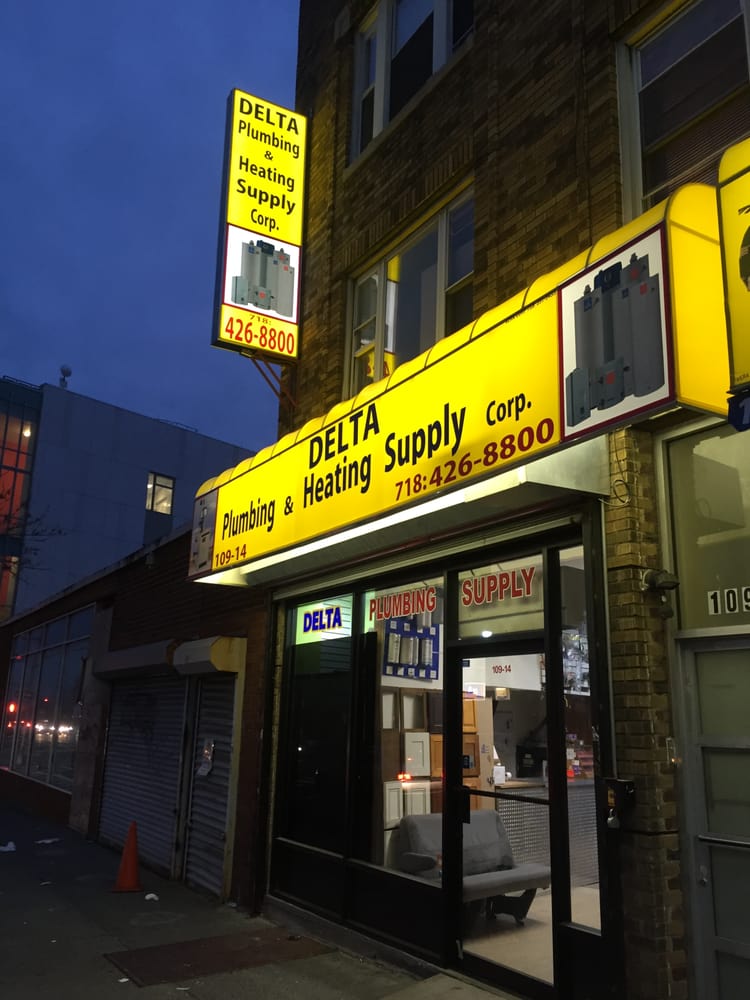 DELTA
Plumbing
&
Heating
Supply
Corp.
718:
426-8800
DELTA
Plumbing & Heating Supply Corp.
718:426-8800
109-14
DELTA PLUMBING SUPPLY
109-14
109